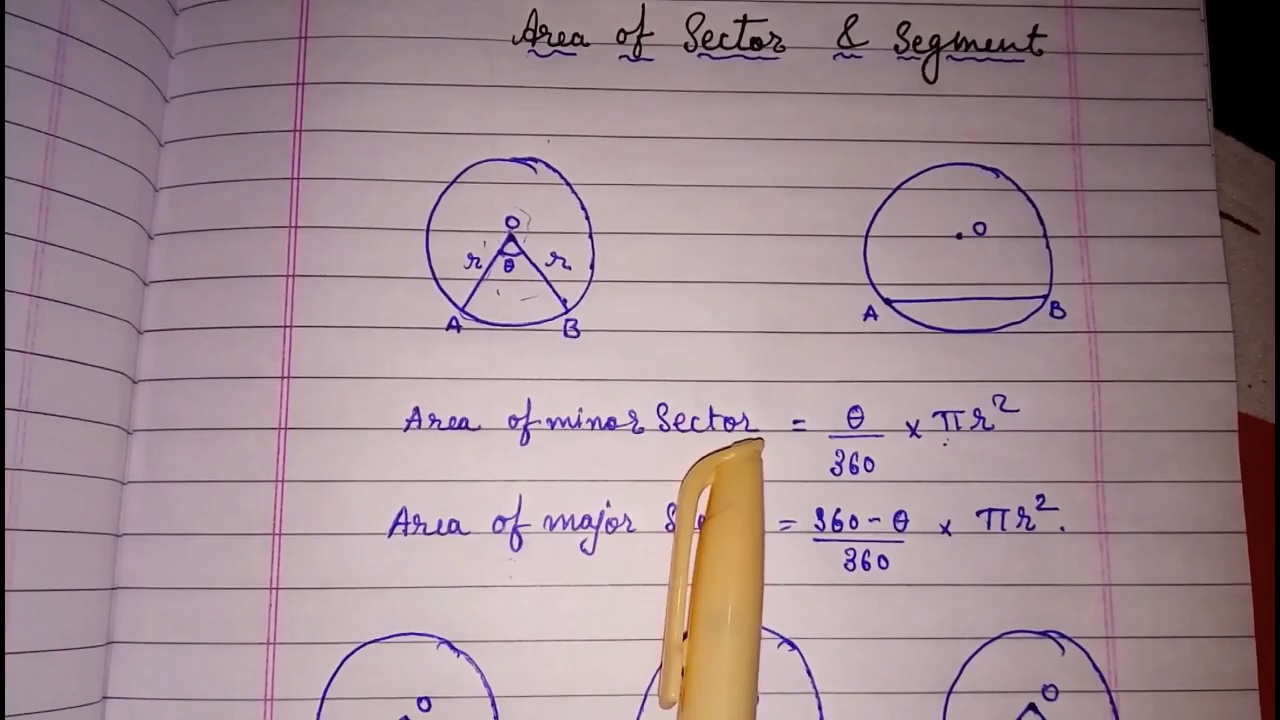 Area of Sector & Segment
O
r θ r
A B
O
A B
Area of minor Sector = θ/360 × πr²
Area of major = 360-θ/360 × πr².
O
O